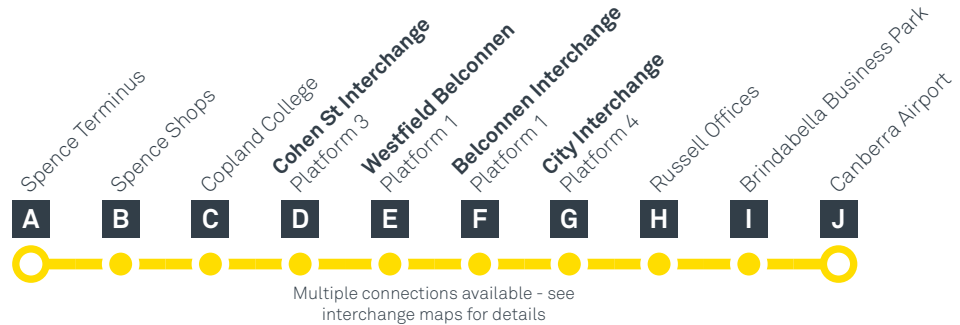 Spence Terminus
Spence Shops
Copland College
Cohen St Interchange
Platform 3
Westfield Belconnen
Platform 1
Belconnen Interchange
Platform 1
City Interchange
Platform 4
Russell Offices
Brindabella Business Park
Canberra Airport
A B C D E F G H I J
Multiple connections available - see
interchange maps for details